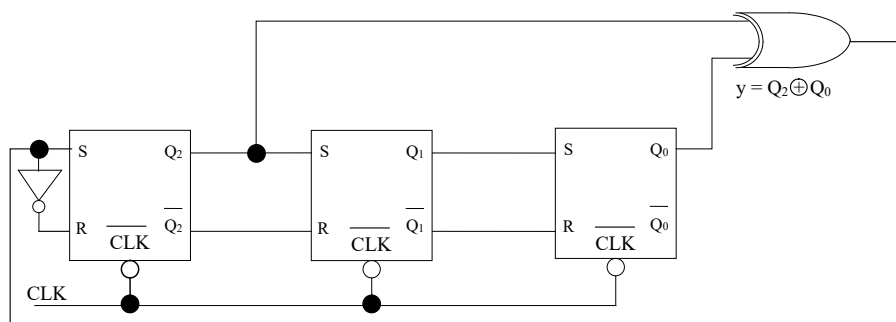 y = Q₂⊕Q₀
S Q₂ S Q₁ S Q₀
R C̅L̅K̅ Q̅₂̅ R C̅L̅K̅ Q̅₁̅ R C̅L̅K̅ Q̅₀̅
CLK